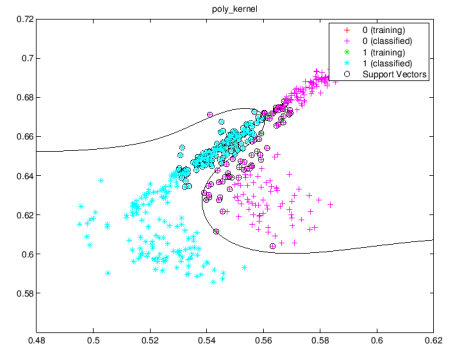 poly_kernel
0.72
0.7
0.68
0.66
0.64
0.62
0.6
0.58
0.48
0.5
0.52
0.54
0.56
0.58
0.6
0.62
0 (training)
0 (classified)
1 (training)
1 (classified)
Support Vectors